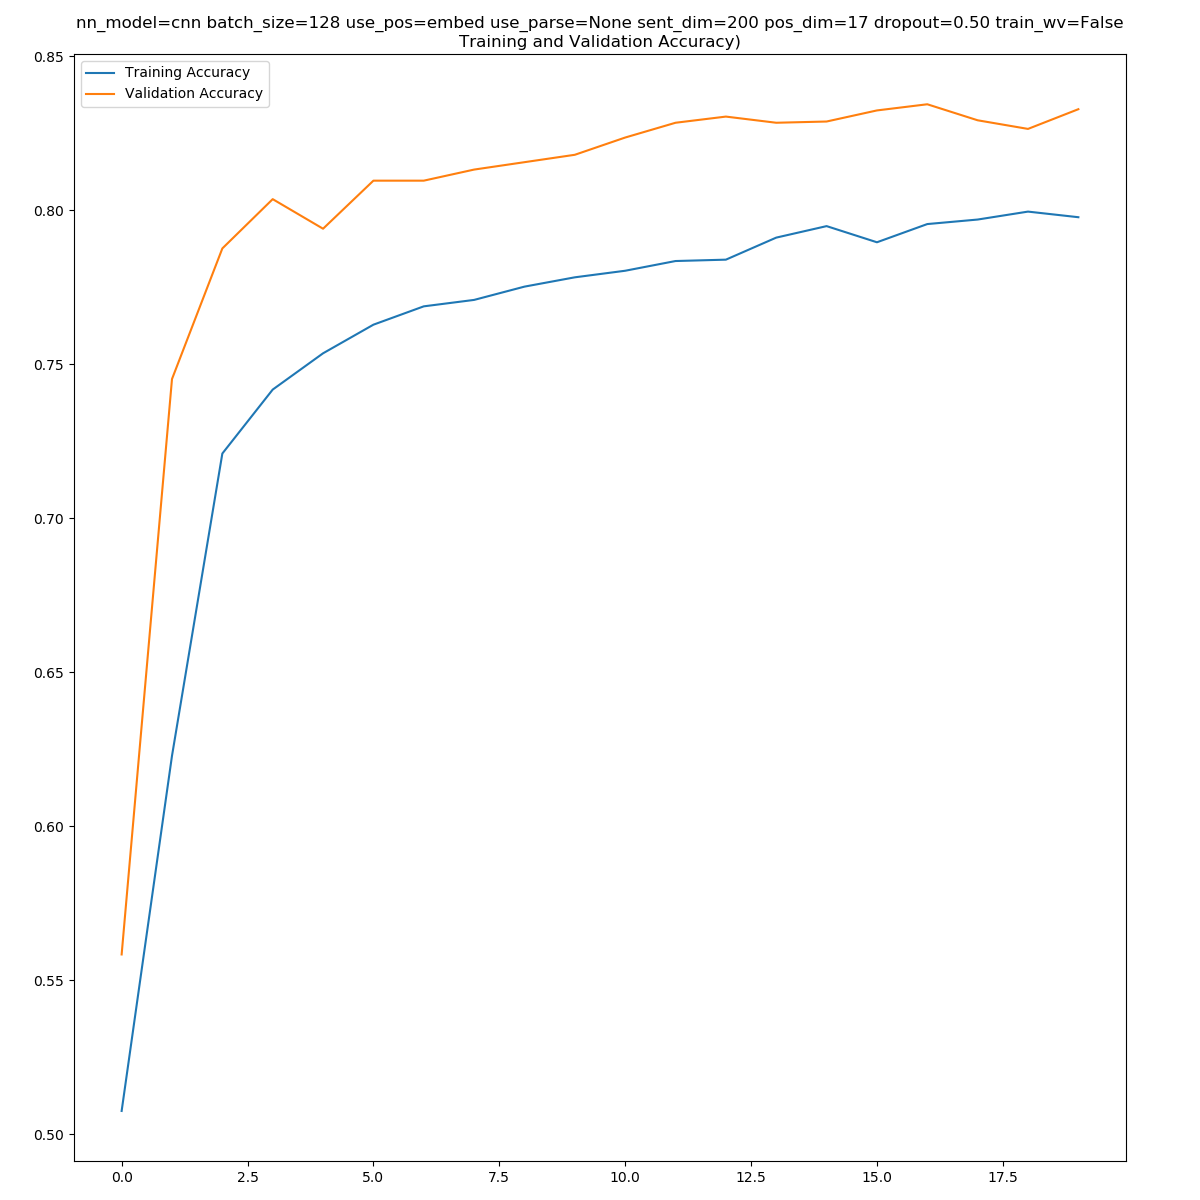 nn_model=cnn batch_size=128 use_pos=embed use_parse=None sent_dim=200 pos_dim=17 dropout=0.50 train_wv=False
Training and Validation Accuracy)
Training Accuracy
Validation Accuracy
0.85
0.80
0.75
0.70
0.65
0.60
0.55
0.50
0.0 2.5 5.0 7.5 10.0 12.5 15.0 17.5